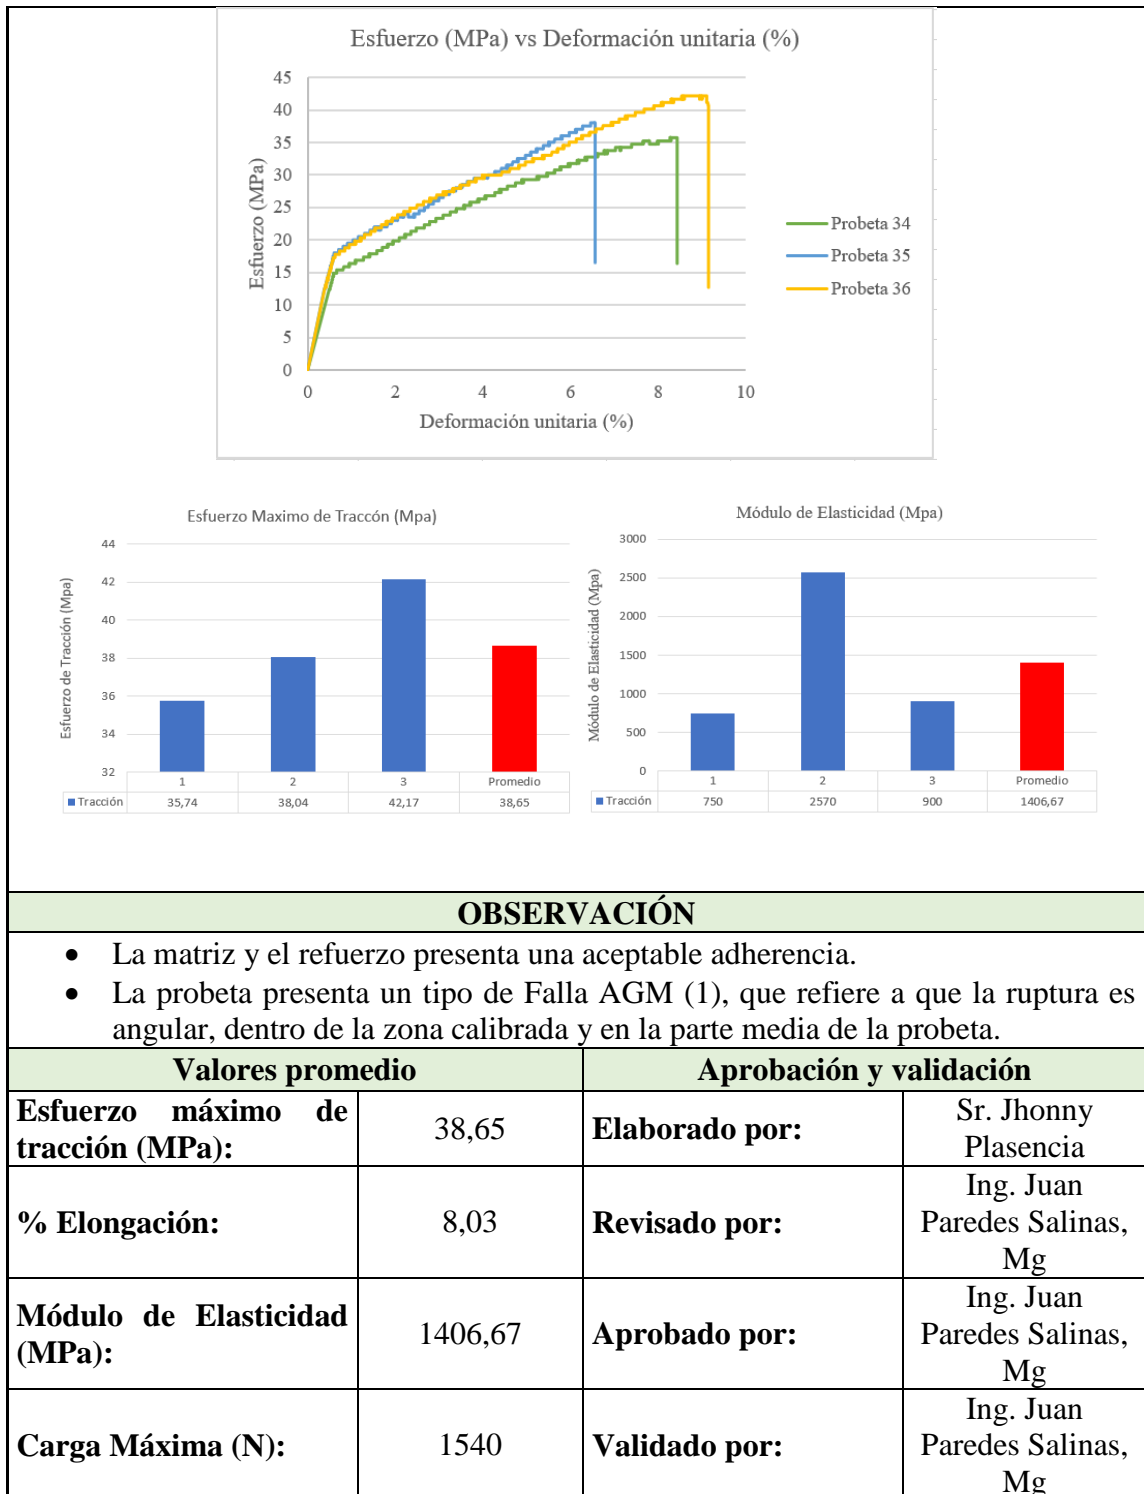 Esfuerzo (MPa) vs Deformación unitaria (%)
45
40
35
30
25
20
15
10
5
0
Esfuerzo (MPa)
0 2 4 6 8 10
Deformación unitaria (%)
Probeta 34
Probeta 35
Probeta 36
Esfuerzo Maximo de Traccón (Mpa)
44
42
40
38
36
34
32
Esfuerzo de Tracción (Mpa)
1 2 3 Promedio
Tracción 35,74 38,04 42,17 38,65
Módulo de Elasticidad (Mpa)
3000
2500
2000
1500
1000
500
0
Módulo de Elasticidad (Mpa)
1 2 3 Promedio
Tracción 750 2570 900 1406,67
OBSERVACIÓN
• La matriz y el refuerzo presenta una aceptable adherencia.
• La probeta presenta un tipo de Falla AGM (1), que refiere a que la ruptura es
angular, dentro de la zona calibrada y en la parte media de la probeta.
Valores promedio
Aprobación y validación
Esfuerzo máximo de
tracción (MPa):
38,65
Elaborado por:
Sr. Jhonny
Plasencia
% Elongación:
8,03
Revisado por:
Ing. Juan
Paredes Salinas,
Mg
Módulo de Elasticidad
(MPa):
1406,67
Aprobado por:
Ing. Juan
Paredes Salinas,
Mg
Carga Máxima (N):
1540
Validado por:
Ing. Juan
Paredes Salinas,
Mg